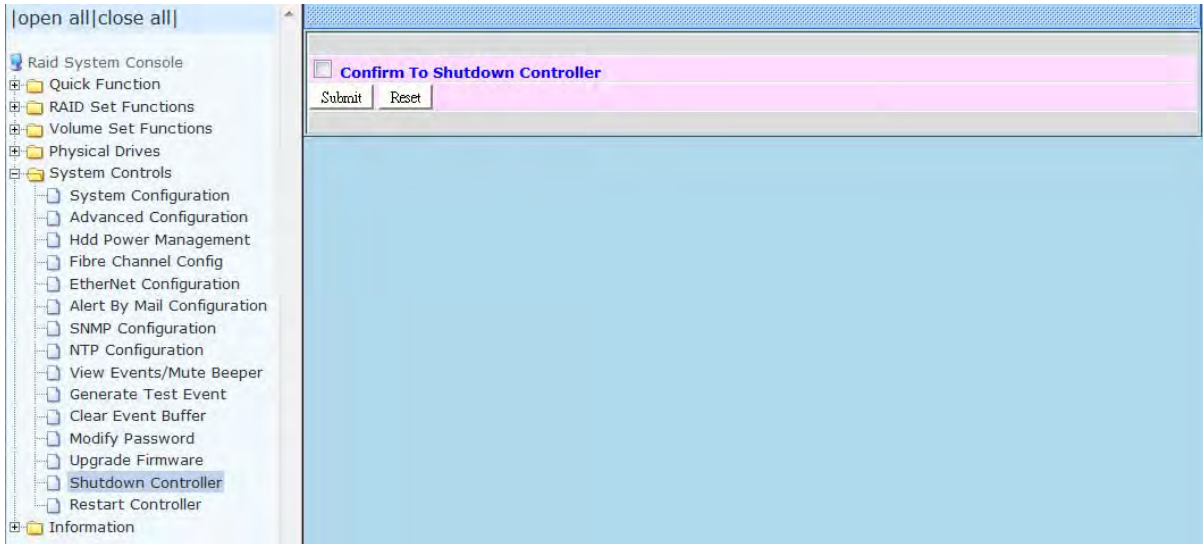 |open all|close all|
Raid System Console
Quick Function
RAID Set Functions
Volume Set Functions
Physical Drives
System Controls
System Configuration
Advanced Configuration
Hdd Power Management
Fibre Channel Config
EtherNet Configuration
Alert By Mail Configuration
SNMP Configuration
NTP Configuration
View Events/Mute Beeper
Generate Test Event
Clear Event Buffer
Modify Password
Upgrade Firmware
Shutdown Controller
Restart Controller
Information
Confirm To Shutdown Controller
Submit Reset